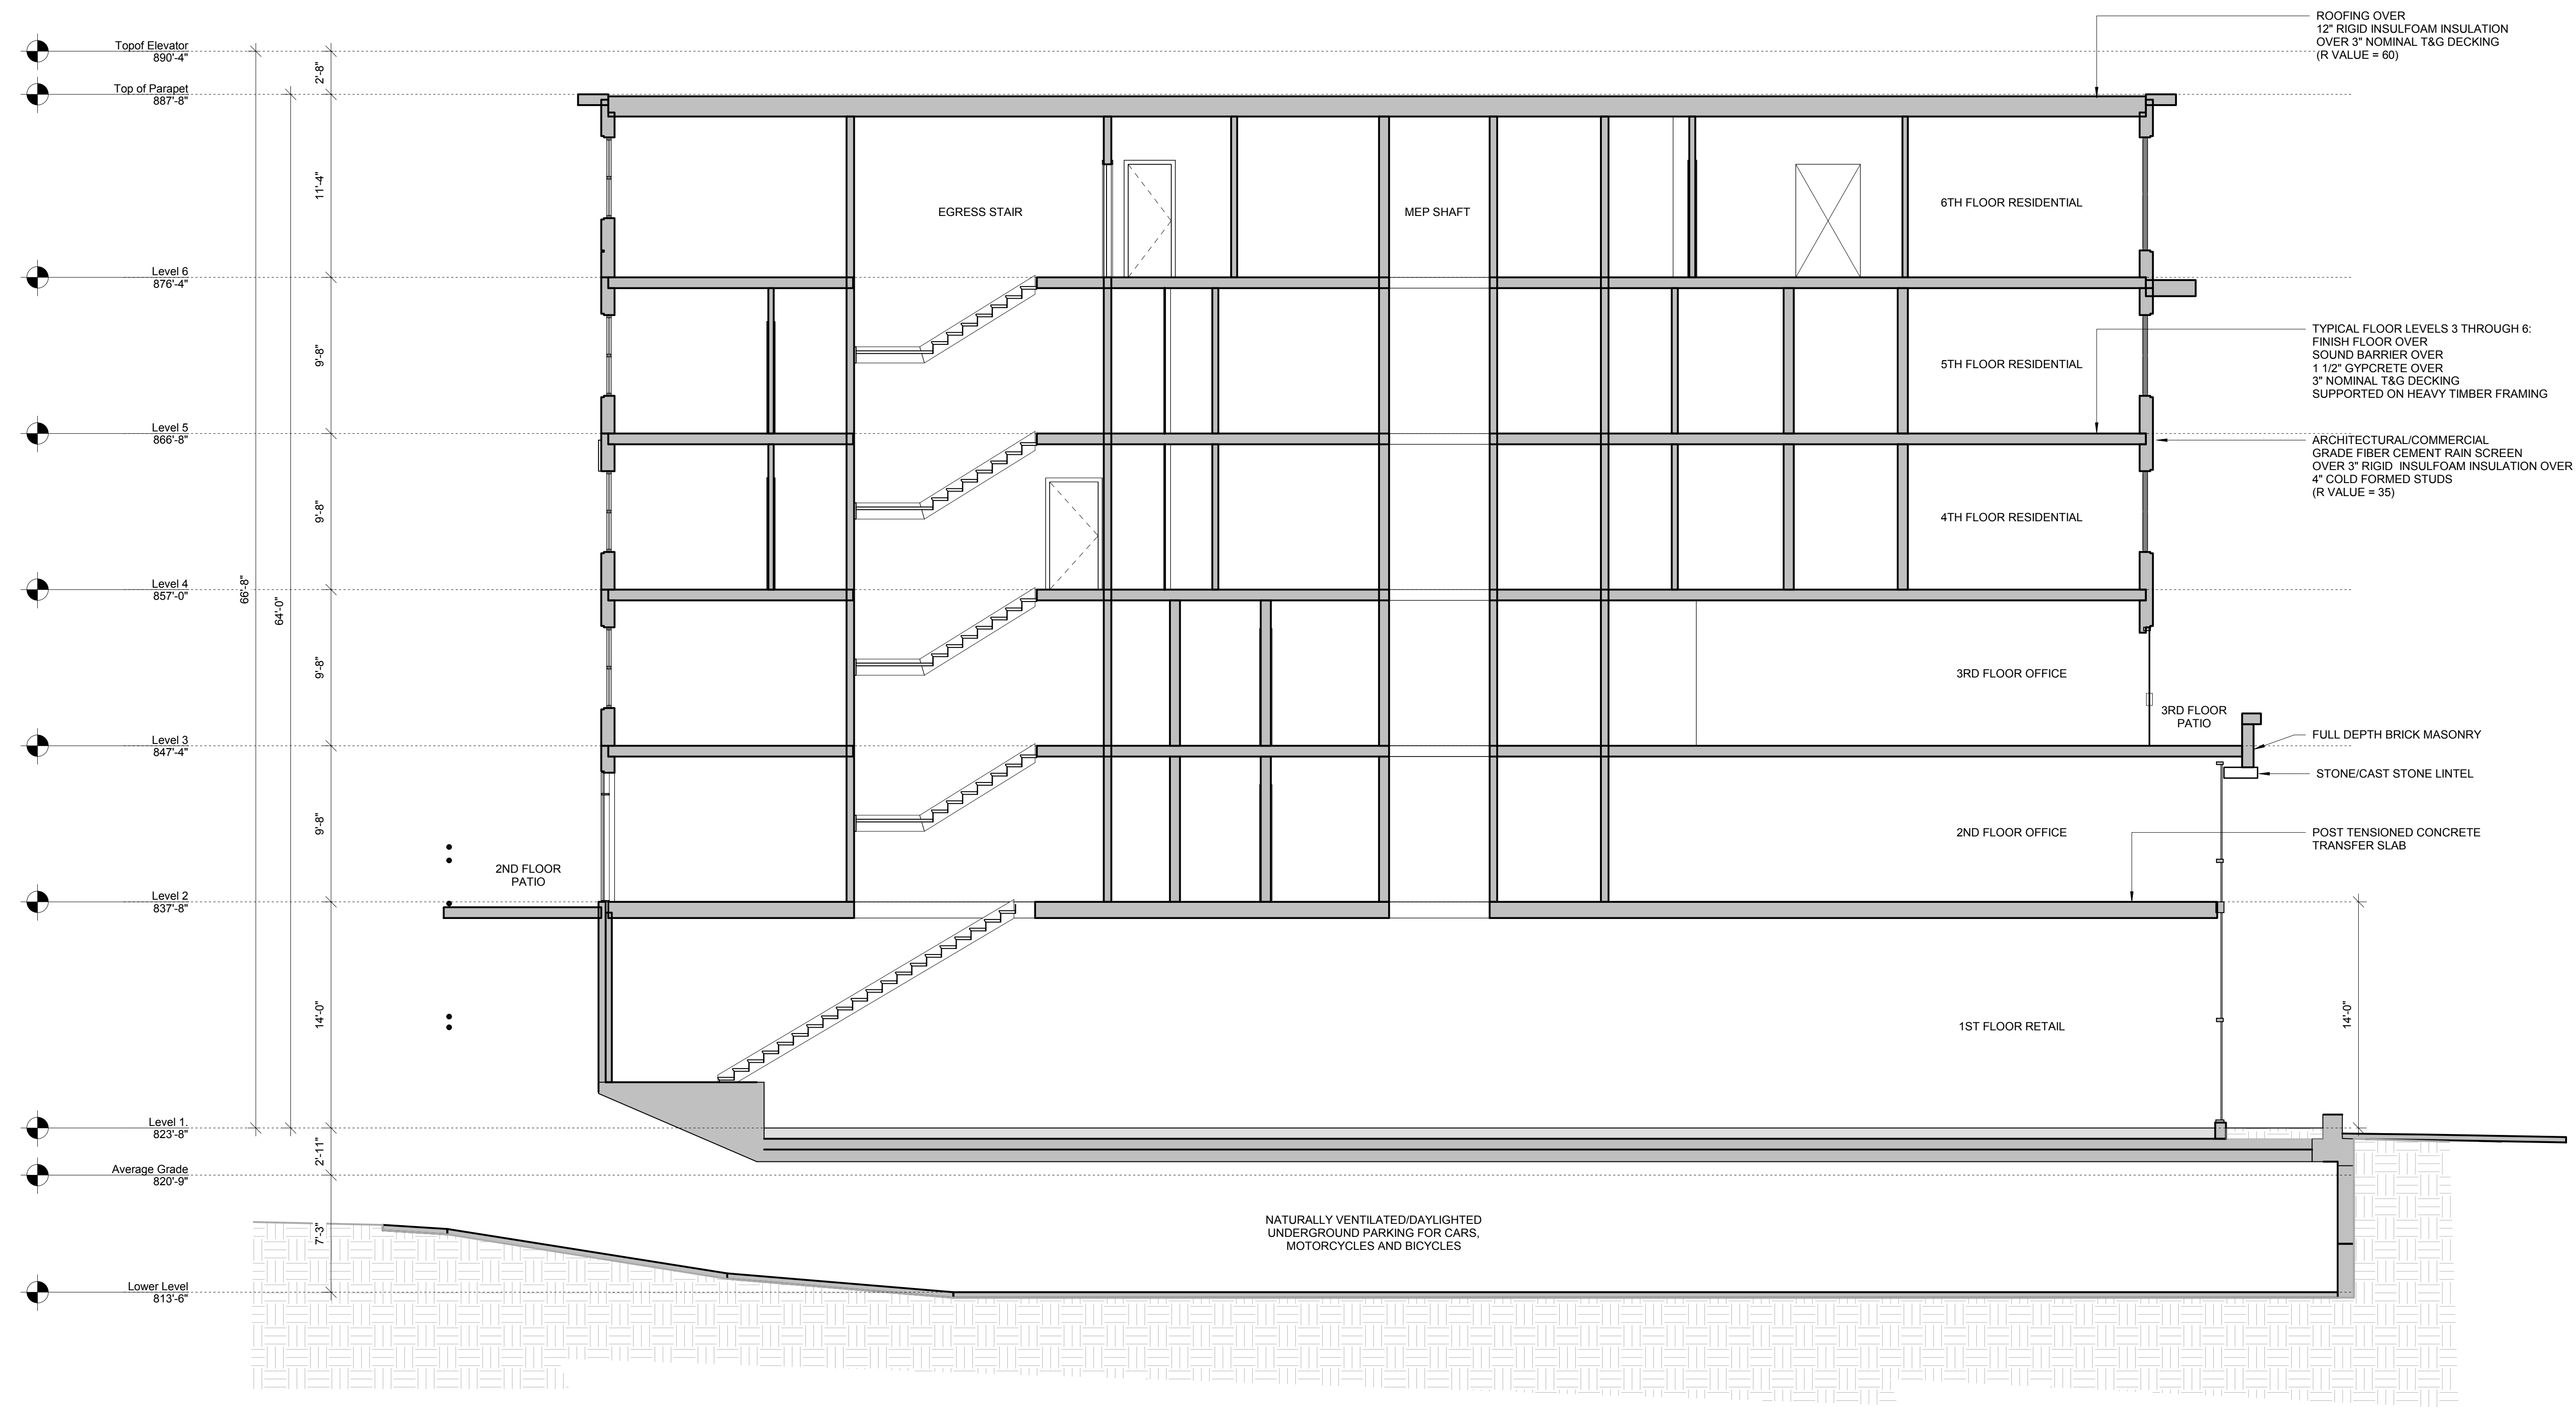 Topof Elevator
890'-4"
Top of Parapet
887'-8"
Level 6
876'-4"
Level 5
866'-8"
Level 4
857'-0"
Level 3
847'-4"
Level 2
837'-8"
Level 1.
823'-8"
Average Grade
820'-9"
Lower Level
813'-6"
66'-8"
64'-0"
2'-8"
11'-4"
9'-8"
9'-8"
9'-8"
9'-8"
14'-0"
2'-11"
7'-3"
EGRESS STAIR
MEP SHAFT
6TH FLOOR RESIDENTIAL
5TH FLOOR RESIDENTIAL
4TH FLOOR RESIDENTIAL
3RD FLOOR OFFICE
3RD FLOOR
PATIO
2ND FLOOR OFFICE
2ND FLOOR
PATIO
1ST FLOOR RETAIL
14'-0"
NATURALLY VENTILATED/DAYLIGHTED
UNDERGROUND PARKING FOR CARS,
MOTORCYCLES AND BICYCLES
ROOFING OVER
12" RIGID INSULFOAM INSULATION
OVER 3" NOMINAL T&G DECKING
(R VALUE = 60)
TYPICAL FLOOR LEVELS 3 THROUGH 6:
FINISH FLOOR OVER
SOUND BARRIER OVER
1 1/2" GYPCRETE OVER
3" NOMINAL T&G DECKING
SUPPORTED ON HEAVY TIMBER FRAMING
ARCHITECTURAL/COMMERCIAL
GRADE FIBER CEMENT RAIN SCREEN
OVER 3" RIGID INSULFOAM INSULATION OVER
4" COLD FORMED STUDS
(R VALUE = 35)
FULL DEPTH BRICK MASONRY
STONE/CAST STONE LINTEL
POST TENSIONED CONCRETE
TRANSFER SLAB